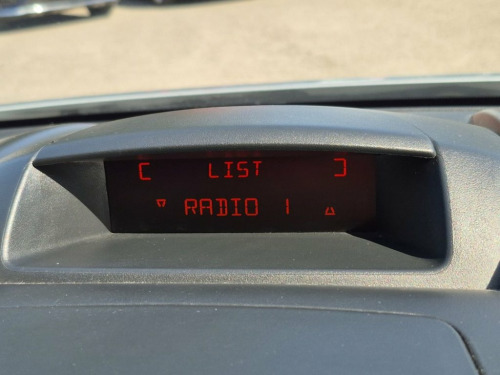 [ LIST ]
RADIO 1